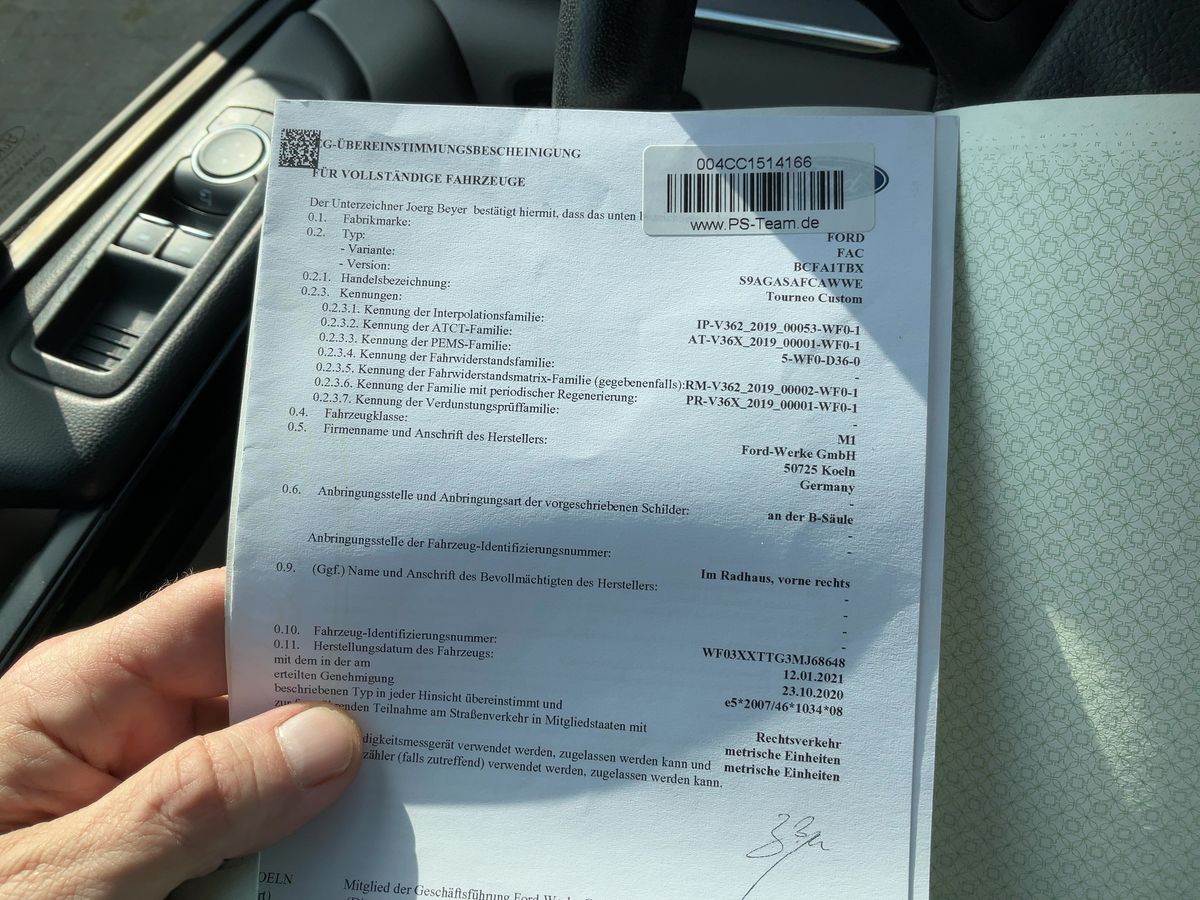 EG-ÜBEREINSTIMMUNGSBESCHEINIGUNG
FÜR VOLLSTÄNDIGE FAHRZEUGE
004CC1514166
www.PS-Team.de
Der Unterzeichner Joerg Beyer bestätigt hiermit, dass das unten
0.1. Fabrikmarke: FORD
0.2. Typ: FAC
- Variante: BCFA1TBX
- Version: S9AGASAFCAWWE
0.2.1. Handelsbezeichnung: Tourneo Custom
0.2.3. Kennungen:
0.2.3.1. Kennung der Interpolationsfamilie: IP-V362_2019_00053-WF0-1
0.2.3.2. Kennung der ATCT-Familie: AT-V36X_2019_00001-WF0-1
0.2.3.3. Kennung der PEMS-Familie: 5-WF0-D36-0
0.2.3.4. Kennung der Fahrwiderstandsfamilie: -
0.2.3.5. Kennung der Fahrwiderstandsmatrix-Familie (gegebenenfalls): RM-V362_2019_00002-WF0-1
0.2.3.6. Kennung der Familie mit periodischer Regenerierung: PR-V36X_2019_00001-WF0-1
0.2.3.7. Kennung der Verdunstungsprüffamilie: -
0.4. Fahrzeugklasse: M1
0.5. Firmenname und Anschrift des Herstellers: Ford-Werke GmbH
50725 Koeln
Germany
-
0.6. Anbringungsstelle und Anbringungsart der vorgeschriebenen Schilder: an der B-Säule
-
-
Anbringungsstelle der Fahrzeug-Identifizierungsnummer: Im Radhaus, vorne rechts
0.9. (Ggf.) Name und Anschrift des Bevollmächtigten des Herstellers: -
-
-
-
0.10. Fahrzeug-Identifizierungsnummer: WF03XXTTG3MJ68648
0.11. Herstellungsdatum des Fahrzeugs: 12.01.2021
mit dem in der am 23.10.2020
erteilten Genehmigung e5*2007/46*1034*08
beschriebenen Typ in jeder Hinsicht übereinstimmt und
zur Teilnahme am Straßenverkehr in Mitgliedstaaten mit Rechtsverkehr
digkeitsmessgerät verwendet werden, zugelassen werden kann und metrische Einheiten
zähler (falls zutreffend) verwendet werden, zugelassen werden kann. metrische Einheiten
OELN
Mitglied der Geschäftsführung